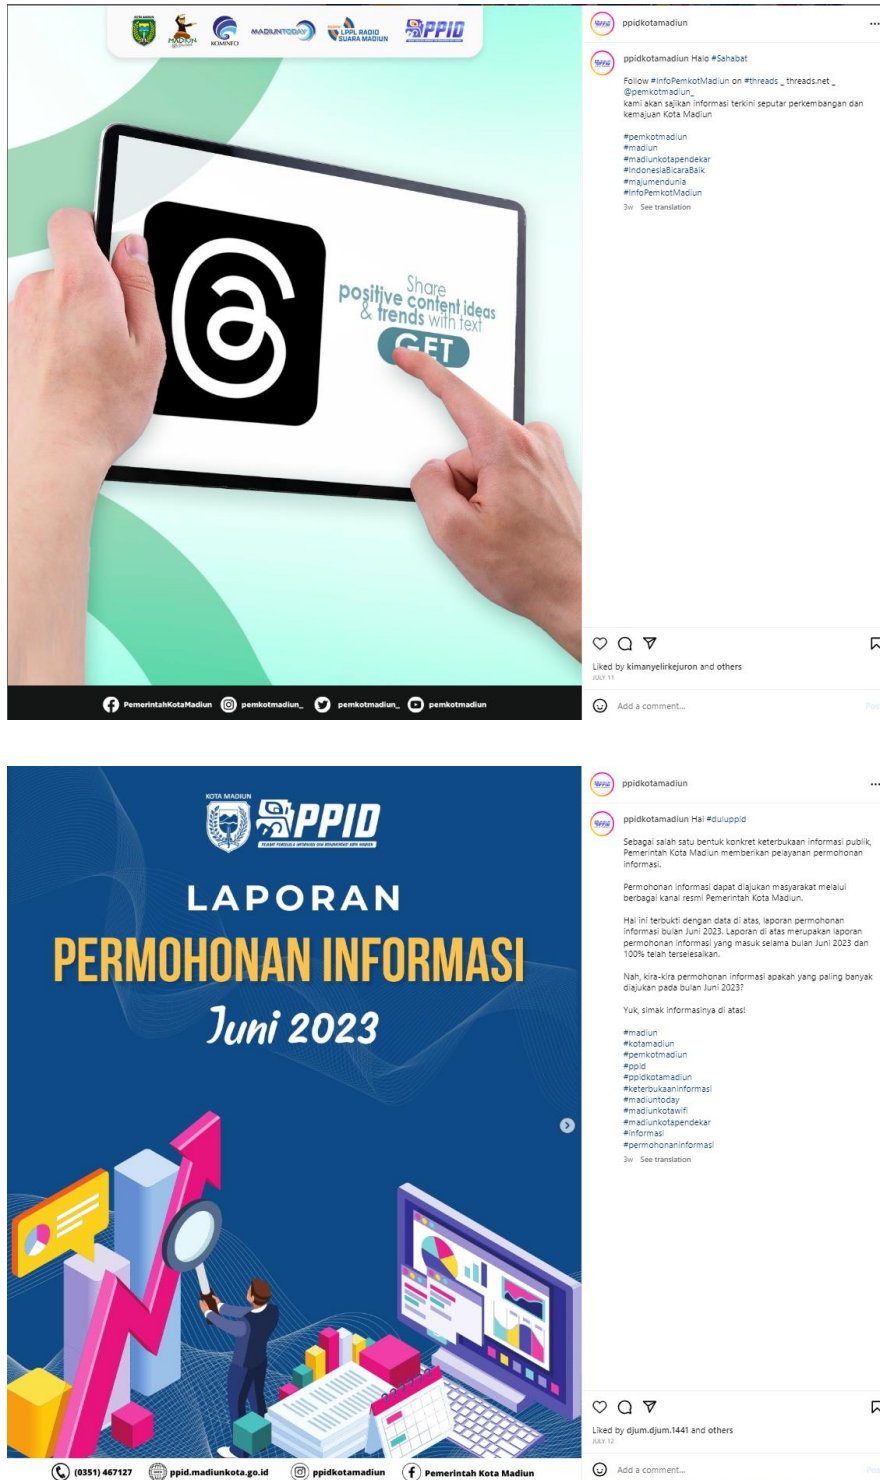 KOTA MADIUN
MADIUN
KOMINFO
MADIUNTODAY
LPPL RADIO
SUARA MADIUN
PPID
Share
positive content ideas
& trends with text
GET
PemerintahKotaMadiun
pemkotmadiun_
pemkotmadiun_
pemkotmadiun
ppidkotamadiun
ppidkotamadiun Halo #Sahabat
Follow #InfoPemkotMadiun on #threads _ threads.net _
@pemkotmadiun_
kami akan sajikan informasi terkini seputar perkembangan dan
kemajuan Kota Madiun
#pemkotmadiun
#madiun
#madiunkotapendekar
#IndonesiaBicaraBaik
#majumendunia
#InfoPemkotMadiun
3w See translation
Liked by kimanyelirkejuron and others
JULY 11
Add a comment...
KOTA MADIUN
PPID
LAPORAN
PERMOHONAN INFORMASI
Juni 2023
(0351) 467127
ppid.madiunkota.go.id
ppidkotamadiun
Pemerintah Kota Madiun
ppidkotamadiun
ppidkotamadiun Hai #duluppid
Sebagai salah satu bentuk konkret keterbukaan informasi publik,
Pemerintah Kota Madiun memberikan pelayanan permohonan
informasi.
Permohonan informasi dapat diajukan masyarakat melalui
berbagai kanal resmi Pemerintah Kota Madiun.
Hal ini terbukti dengan data di atas, laporan permohonan
informasi bulan Juni 2023. Laporan di atas merupakan laporan
permohonan informasi yang masuk selama bulan Juni 2023 dan
100% telah terselesaikan.
Nah, kira-kira permohonan informasi apakah yang paling banyak
diajukan pada bulan Juni 2023?
Yuk, simak informasinya di atas!
#madiun
#kotamadiun
#pemkotmadiun
#ppid
#ppidkotamadiun
#keterbukaaninformasi
#madiuntoday
#madiunkotawifi
#madiunkotapendekar
#informasi
#permohonaninformasi
3w See translation
Liked by djum.djum.1441 and others
JULY 12
Add a comment...